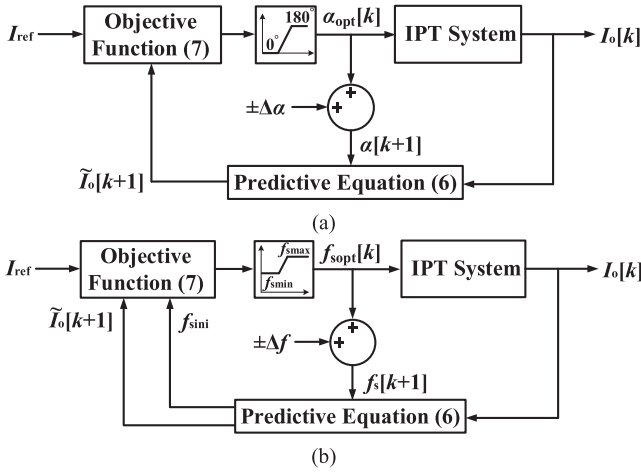 I_ref
Objective
Function (7)
180°
0°
α_opt[k]
IPT System
I_o[k]
±Δα
+
+
α[k+1]
Ĩ_o[k+1]
Predictive Equation (6)
(a)
I_ref
Objective
Function (7)
f_smax
f_smin
f_sopt[k]
IPT System
I_o[k]
Ĩ_o[k+1]
f_sini
±Δf
+
+
f_s[k+1]
Predictive Equation (6)
(b)